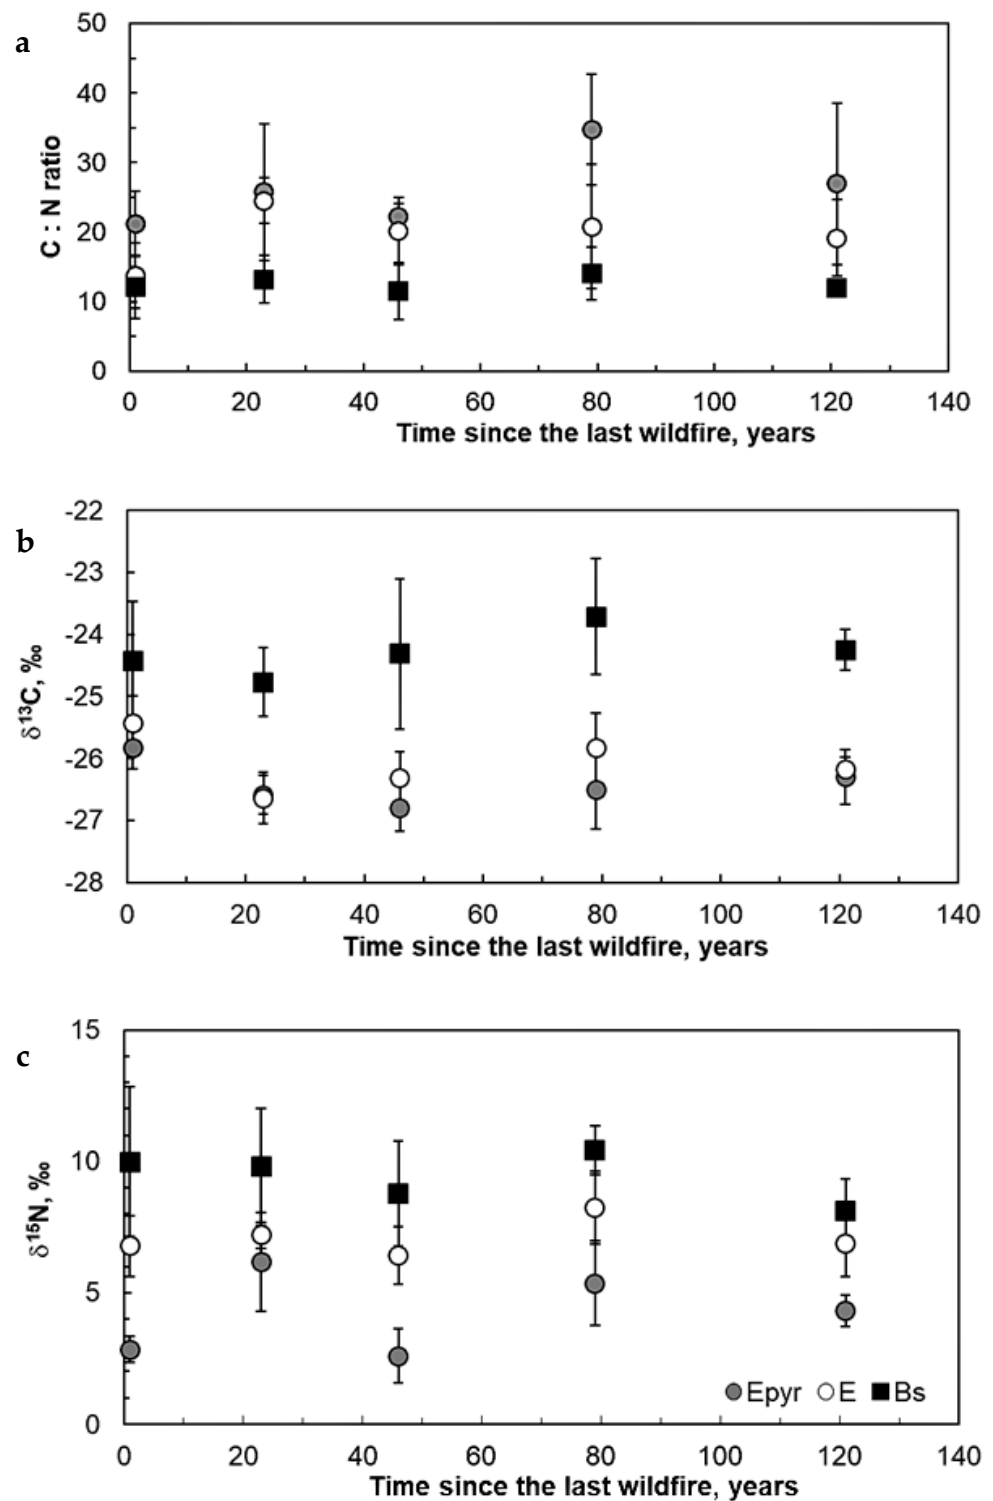 a
50
40
30
20
10
0
C : N ratio
0 20 40 60 80 100 120 140
Time since the last wildfire, years
b
-22
-23
-24
-25
-26
-27
-28
δ¹³C, ‰
0 20 40 60 80 100 120 140
Time since the last wildfire, years
c
15
10
5
0
δ¹⁵N, ‰
Epyr E Bs
0 20 40 60 80 100 120 140
Time since the last wildfire, years